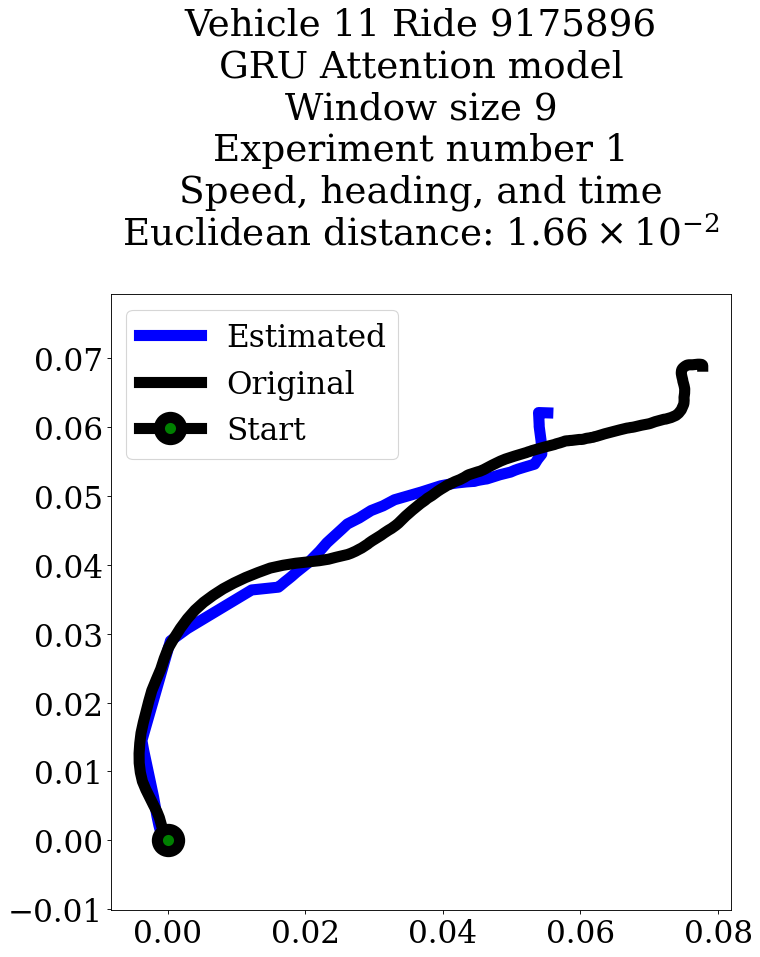 Vehicle 11 Ride 9175896
GRU Attention model
Window size 9
Experiment number 1
Speed, heading, and time
Euclidean distance: 1.66 × 10⁻²
Estimated
Original
Start
0.07
0.06
0.05
0.04
0.03
0.02
0.01
0.00
−0.01
0.00 0.02 0.04 0.06 0.08